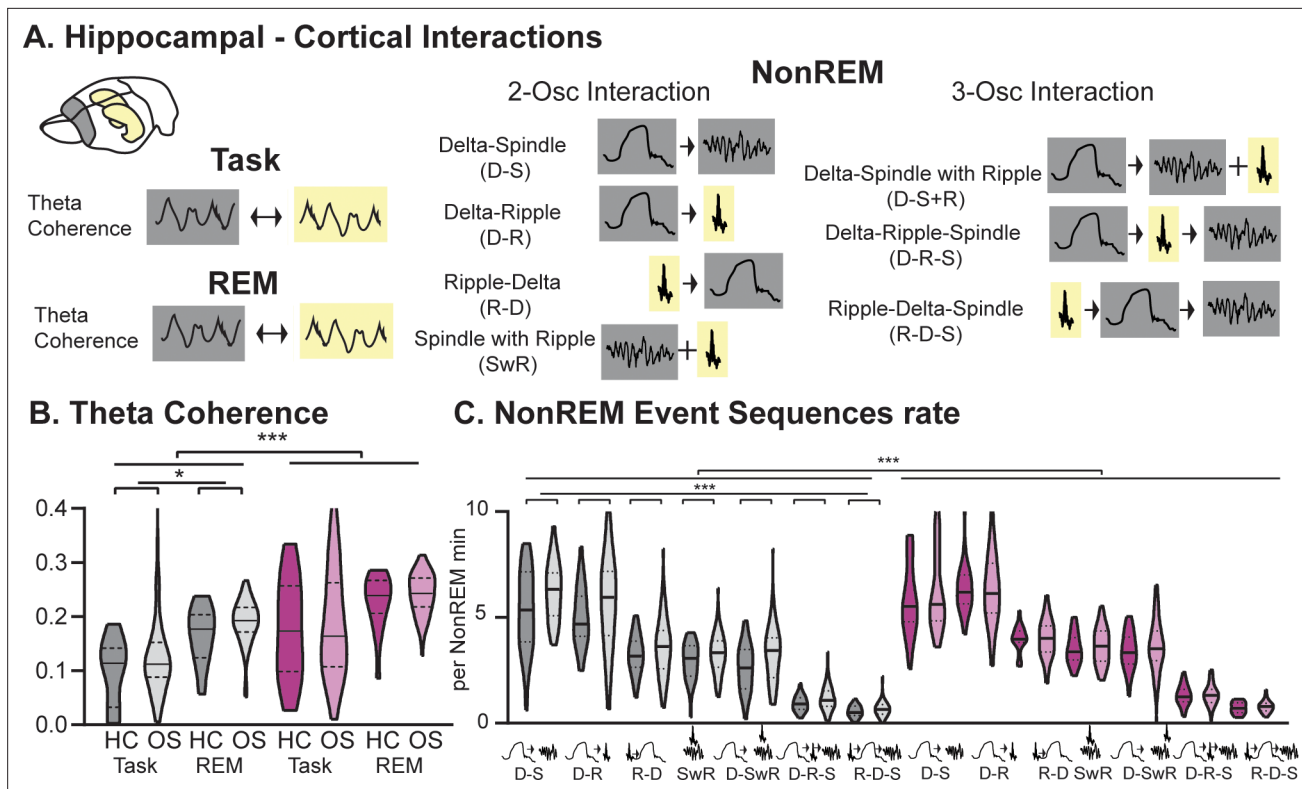 A. Hippocampal - Cortical Interactions
NonREM
2-Osc Interaction
3-Osc Interaction
Task
Theta
Coherence
REM
Theta
Coherence
Delta-Spindle
(D-S)
Delta-Ripple
(D-R)
Ripple-Delta
(R-D)
Spindle with Ripple
(SwR)
+
Delta-Spindle with Ripple
(D-S+R)
+
Delta-Ripple-Spindle
(D-R-S)
Ripple-Delta-Spindle
(R-D-S)
B. Theta Coherence
***
*
0.4
0.3
0.2
0.1
0.0
HC OS HC OS HC OS HC OS
Task REM Task REM
C. NonREM Event Sequences rate
***
***
per NonREM min
10
5
0
D-S D-R R-D SwR D-SwR D-R-S R-D-S D-S D-R R-D SwR D-SwR D-R-S R-D-S